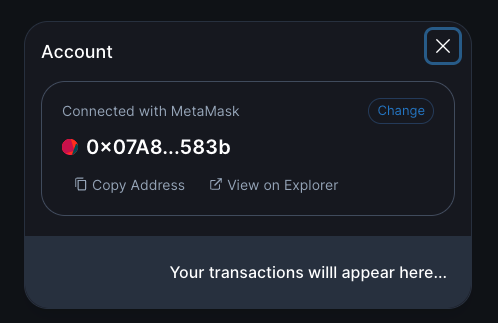 Account
Connected with MetaMask
Change
0x07A8...583b
Copy Address
View on Explorer
Your transactions willl appear here...